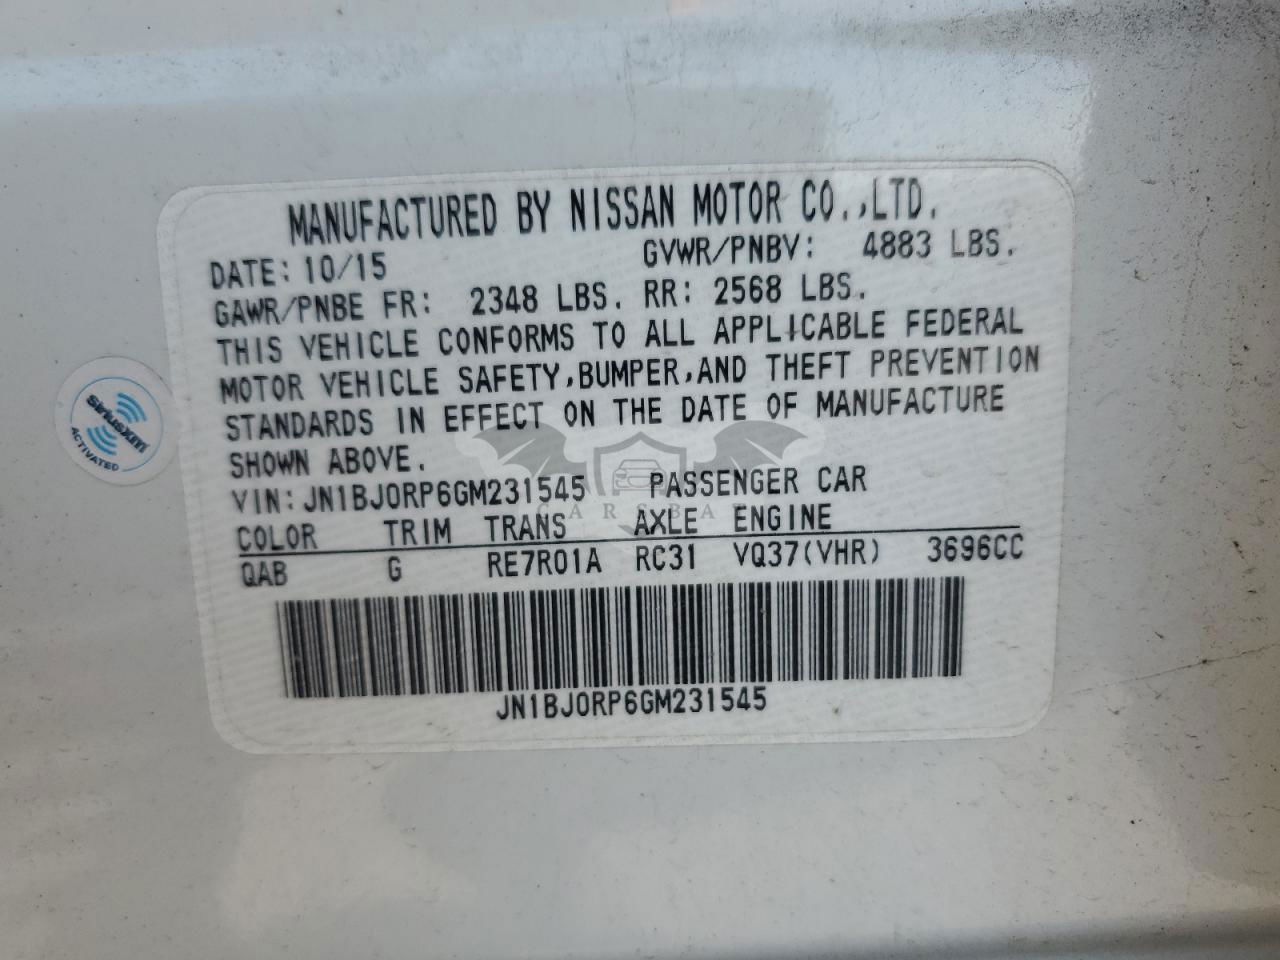 MANUFACTURED BY NISSAN MOTOR CO.,LTD.
DATE: 10/15 GVWR/PNBV: 4883 LBS.
GAWR/PNBE FR: 2348 LBS. RR: 2568 LBS.
THIS VEHICLE CONFORMS TO ALL APPLICABLE FEDERAL
MOTOR VEHICLE SAFETY,BUMPER,AND THEFT PREVENTION
STANDARDS IN EFFECT ON THE DATE OF MANUFACTURE
SHOWN ABOVE.
VIN:JN1BJ0RP6GM231545 PASSENGER CAR
COLOR TRIM TRANS AXLE ENGINE
QAB G RE7R01A RC31 VQ37(VHR) 3696CC
JN1BJ0RP6GM231545
siriusxm
ACTIVATED